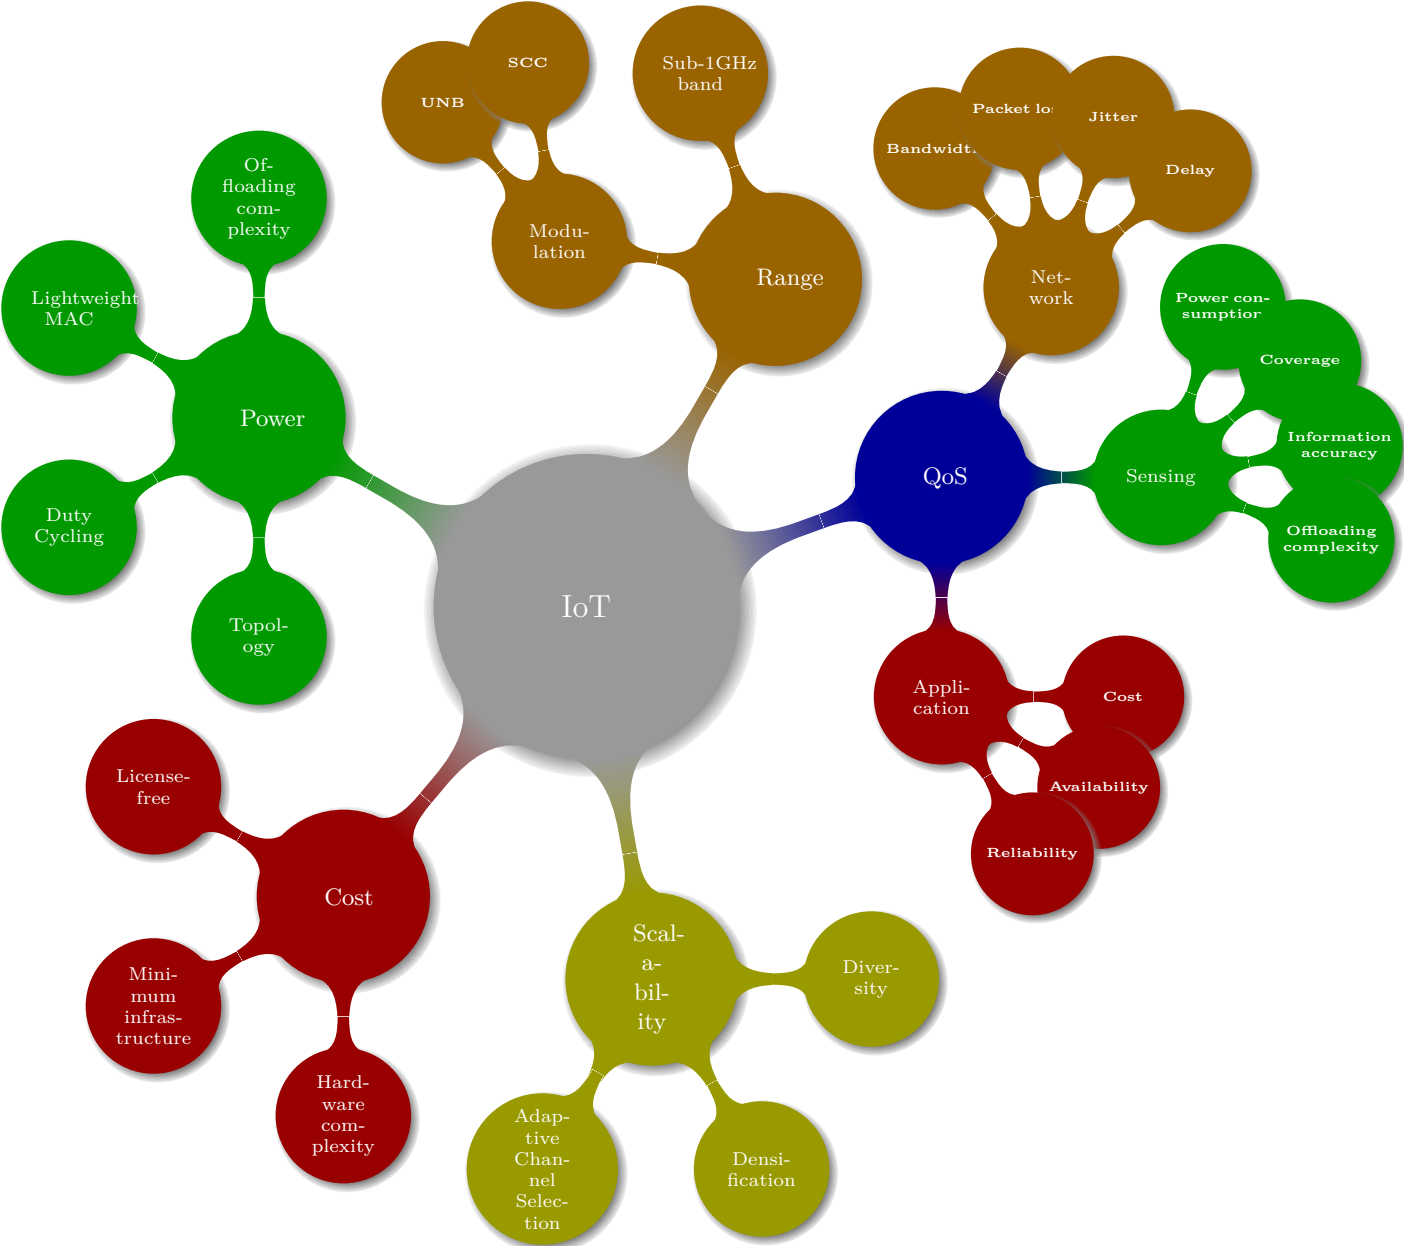 IoT
Range
Modu-
lation
UNB
SCC
Sub-1GHz
band
Power
Of-
floading
com-
plexity
Lightweight
MAC
Duty
Cycling
Topol-
ogy
Cost
License-
free
Mini-
mum
infras-
tructure
Hard-
ware
com-
plexity
Scal-
a-
bil-
ity
Adap-
tive
Chan-
nel
Selec-
tion
Densi-
fication
Diver-
sity
QoS
Net-
work
Bandwidth
Packet los
Jitter
Delay
Sensing
Power con-
sumption
Coverage
Information
accuracy
Offloading
complexity
Appli-
cation
Cost
Availability
Reliability